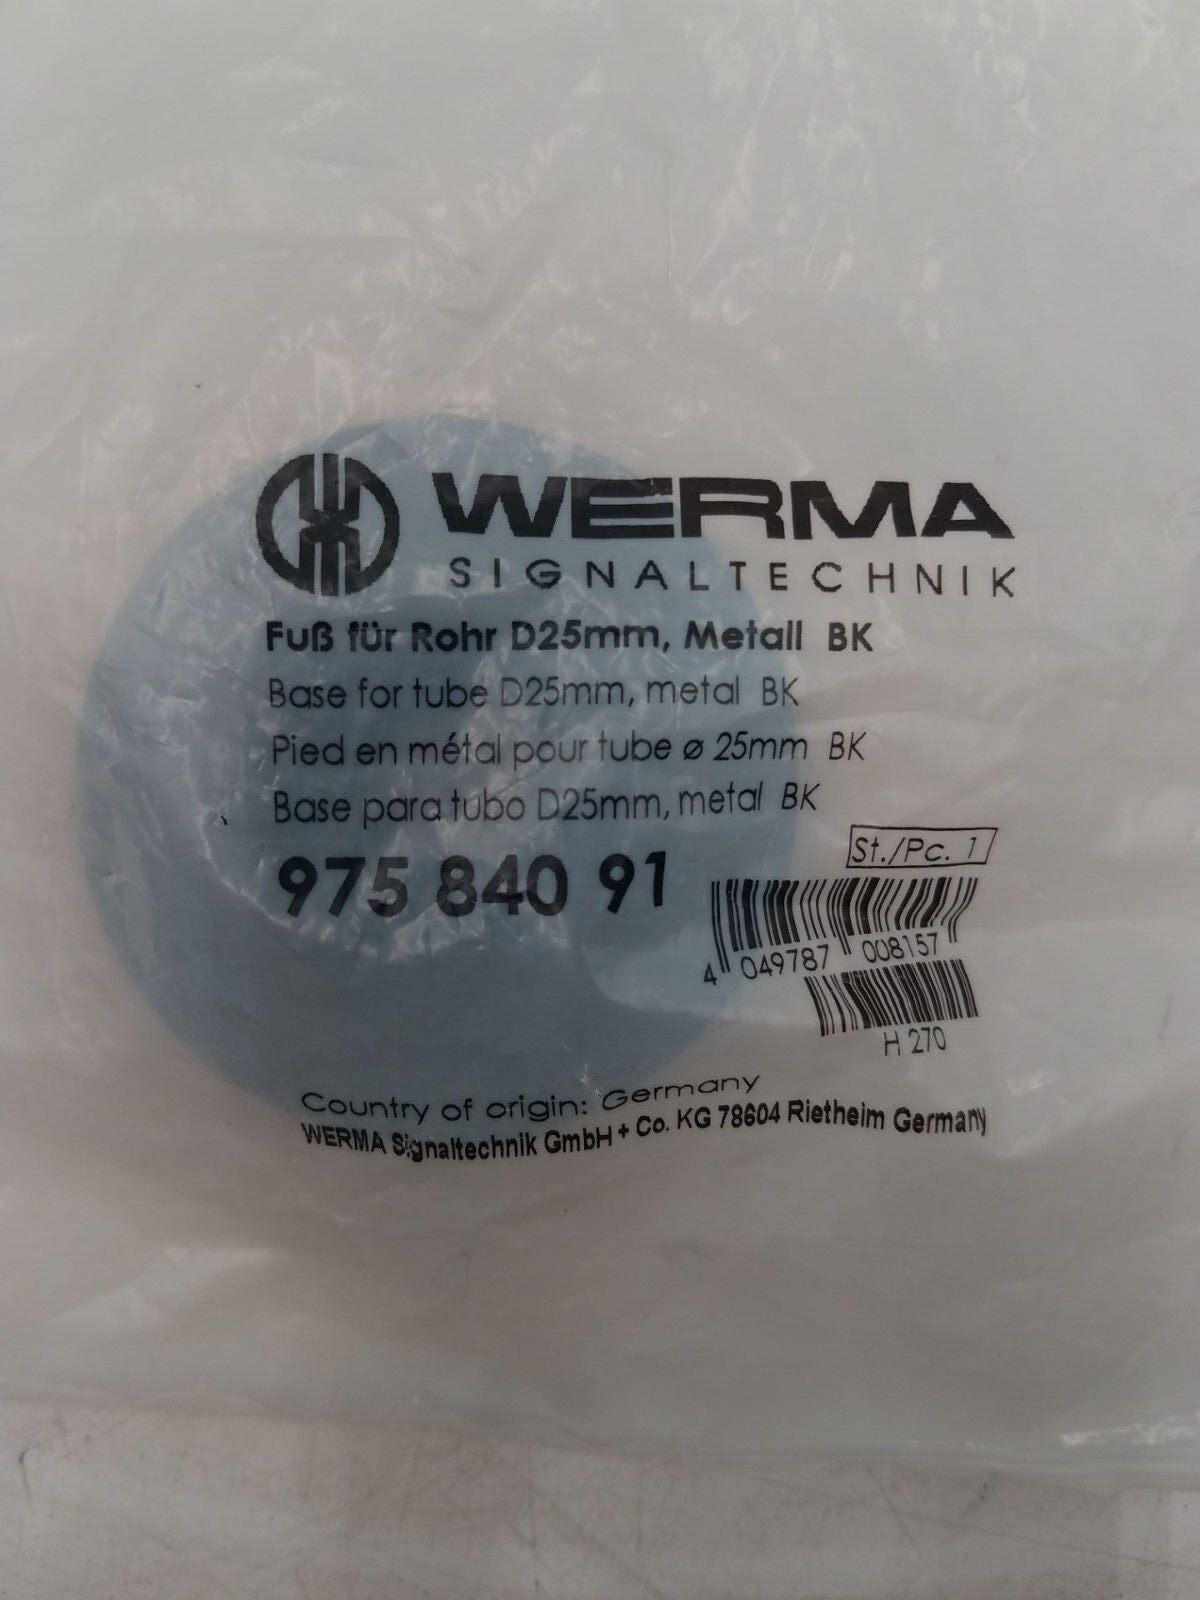 WERMA
SIGNALTECHNIK
Fuß für Rohr D25mm, Metall BK
Base for tube D25mm, metal BK
Pied en métal pour tube ø 25mm BK
Base para tubo D25mm, metal BK
St./Pc. 1
975 840 91
4 049787 008157
H 270
Country of origin: Germany
WERMA Signaltechnik GmbH + Co. KG 78604 Rietheim Germany